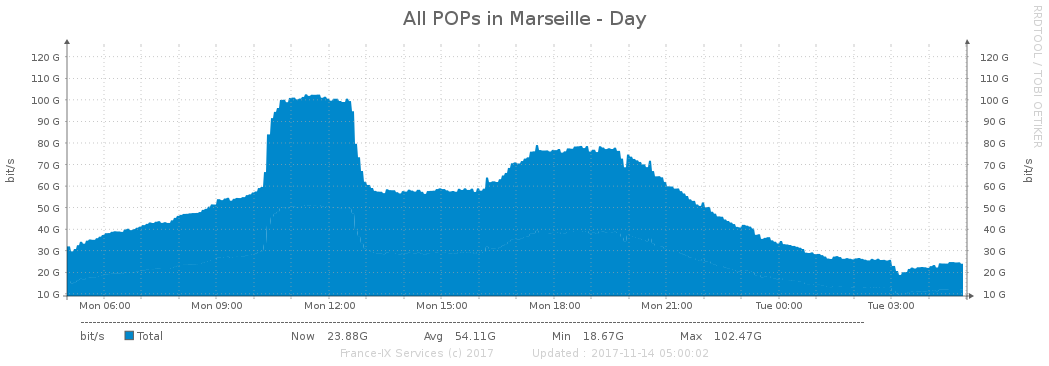 All POPs in Marseille - Day
RRDTOOL / TOBI OETIKER
120 G 120 G
110 G 110 G
100 G 100 G
90 G 90 G
80 G 80 G
70 G 70 G
60 G 60 G
50 G 50 G
40 G 40 G
30 G 30 G
20 G 20 G
10 G 10 G
bit/s bit/s
Mon 06:00 Mon 09:00 Mon 12:00 Mon 15:00 Mon 18:00 Mon 21:00 Tue 00:00 Tue 03:00
bit/s Total Now 23.88G Avg 54.11G Min 18.67G Max 102.47G
France-IX Services (c) 2017 Updated : 2017-11-14 05:00:02